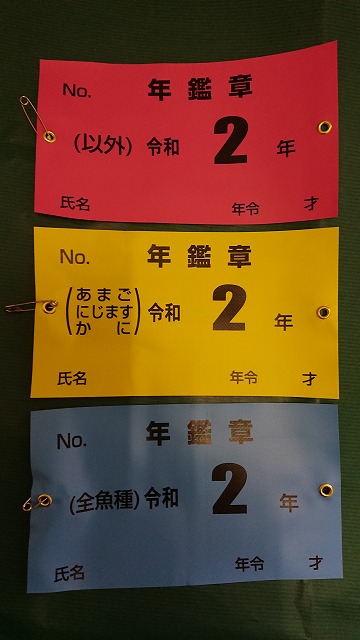 No. 年鑑章
(以外) 令和 2 年
氏名 年令 才
No. 年鑑章
(あまご
にじます
かに) 令和 2 年
氏名 年令 才
No. 年鑑章
(全魚種) 令和 2 年
氏名 年令 才